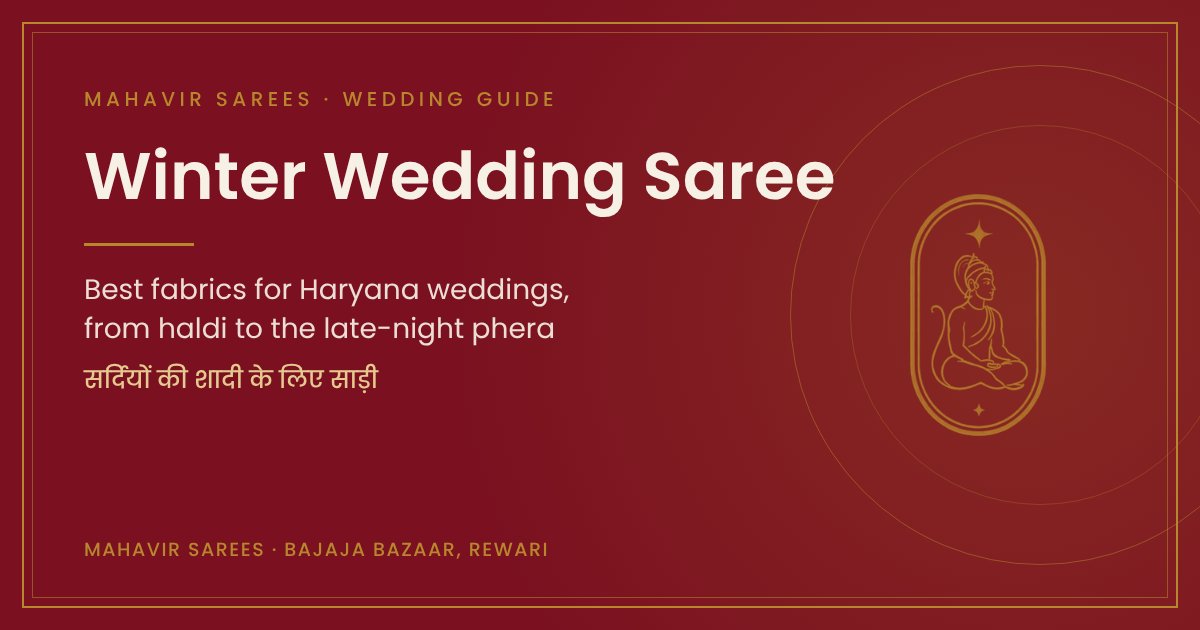 MAHAVIR SAREES · WEDDING GUIDE
Winter Wedding Saree
Best fabrics for Haryana weddings,
from haldi to the late-night phera
सर्दियों की शादी के लिए साड़ी
MAHAVIR SAREES · BAJAJA BAZAAR, REWARI